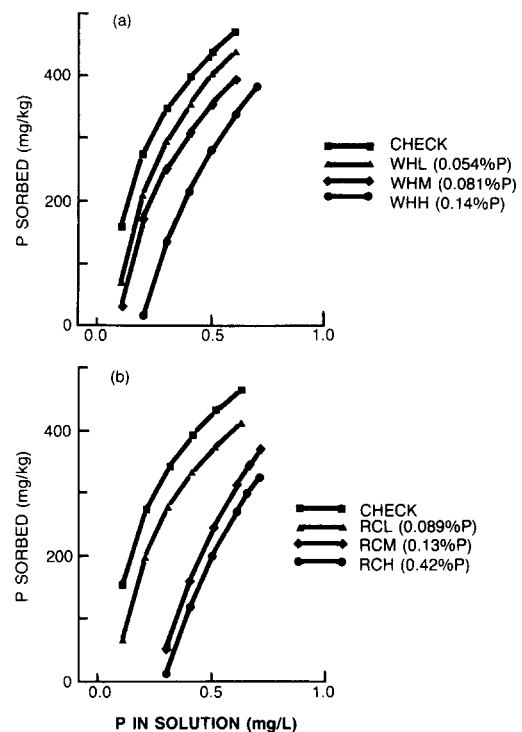 (a)
P SORBED (mg/kg)
400
200
0
0.0 0.5 1.0
CHECK
WHL (0.054%P)
WHM (0.081%P)
WHH (0.14%P)
(b)
P SORBED (mg/kg)
400
200
0
0.0 0.5 1.0
CHECK
RCL (0.089%P)
RCM (0.13%P)
RCH (0.42%P)
P IN SOLUTION (mg/L)